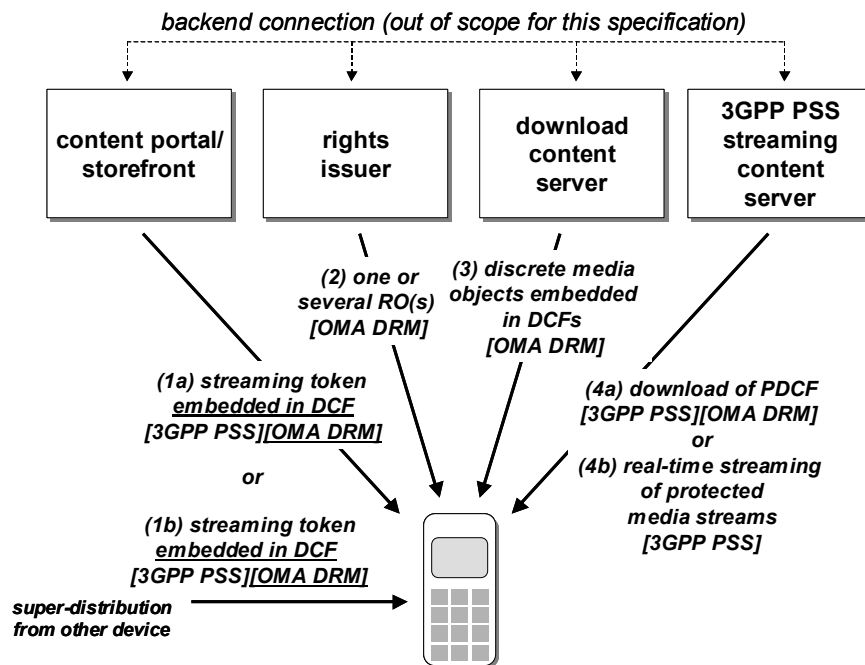 backend connection (out of scope for this specification)
content portal/
storefront
rights
issuer
download
content
server
3GPP PSS
streaming
content
server
(2) one or
several RO(s)
[OMA DRM]
(3) discrete media
objects embedded
in DCFs
[OMA DRM]
(1a) streaming token
embedded in DCF
[3GPP PSS][OMA DRM]
or
(1b) streaming token
embedded in DCF
[3GPP PSS][OMA DRM]
(4a) download of PDCF
[3GPP PSS][OMA DRM]
or
(4b) real-time streaming
of protected
media streams
[3GPP PSS]
super-distribution
from other device